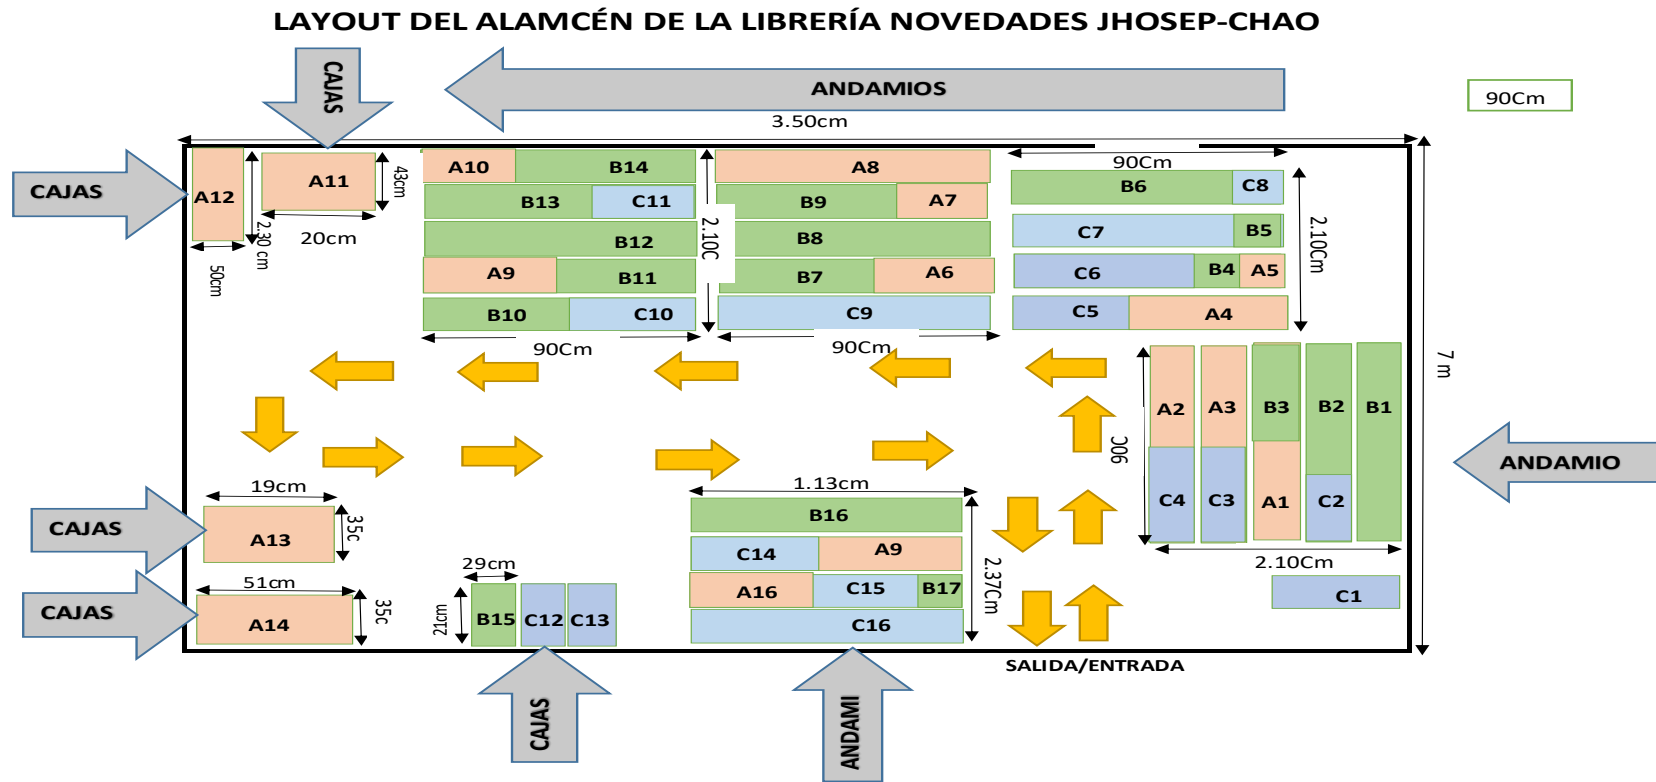 LAYOUT DEL ALAMCÉN DE LA LIBRERÍA NOVEDADES JHOSEP-CHAO
CAJAS
ANDAMIOS
90Cm
3.50cm
CAJAS
A12
A11
43cm
20cm
2.30 cm
50cm
A10
B14
B13
C11
B12
A9
B11
B10
C10
90Cm
2.10C
A8
B9
A7
B8
B7
A6
C9
90Cm
90Cm
B6
C8
C7
B5
C6
B4
A5
C5
A4
2.10Cm
7 m
A2
A3
B3
B2
B1
90C
C4
C3
A1
C2
2.10Cm
C1
ANDAMIO
19cm
CAJAS
A13
35c
51cm
CAJAS
A14
35c
29cm
21cm
B15
C12
C13
CAJAS
1.13cm
B16
C14
A9
A16
C15
B17
C16
2.37Cm
ANDAMI
SALIDA/ENTRADA